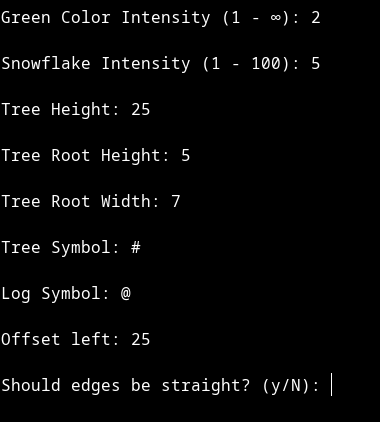 Green Color Intensity (1 - ∞): 2
Snowflake Intensity (1 - 100): 5
Tree Height: 25
Tree Root Height: 5
Tree Root Width: 7
Tree Symbol: #
Log Symbol: @
Offset left: 25
Should edges be straight? (y/N):